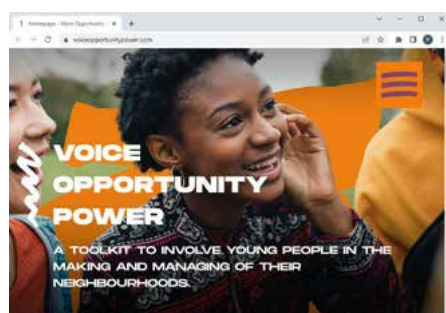 Homepage - Voice Opportunity
voiceopportunitypower.com
VOICE
OPPORTUNITY
POWER
A TOOLKIT TO INVOLVE YOUNG PEOPLE IN THE
MAKING AND MANAGING OF THEIR
NEIGHBOURHOODS.